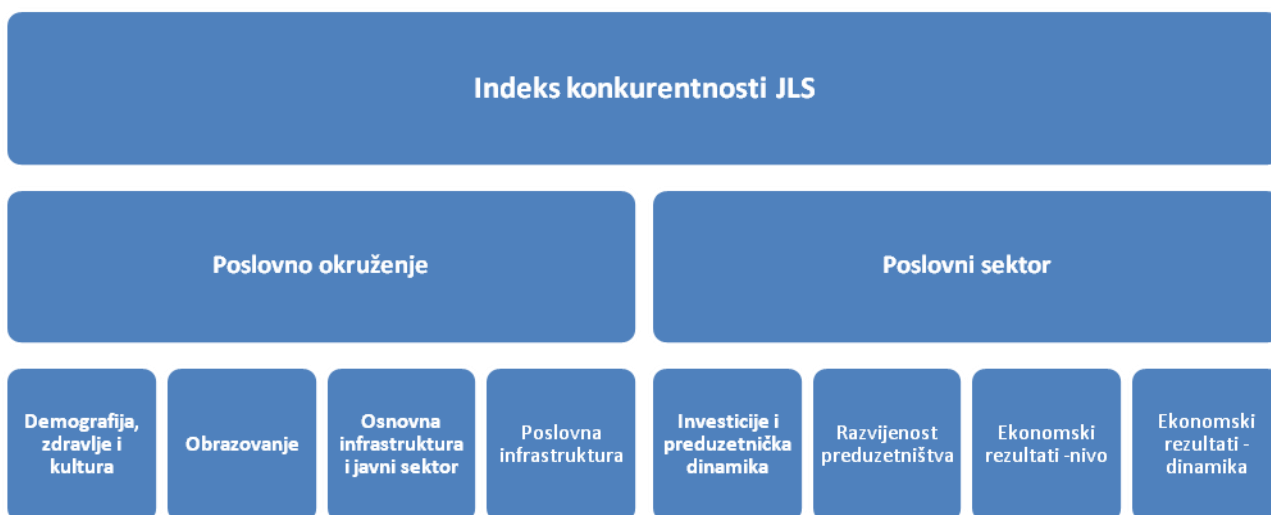 Indeks konkurentnosti JLS
Poslovno okruženje
Poslovni sektor
Demografija,
zdravlje i
kultura
Obrazovanje
Osnovna
infrastruktura
i javni sektor
Poslovna
infrastruktura
Investicije i
preduzetnička
dinamika
Razvijenost
preduzetništva
Ekonomski
rezultati -nivo
Ekonomski
rezultati -
dinamika